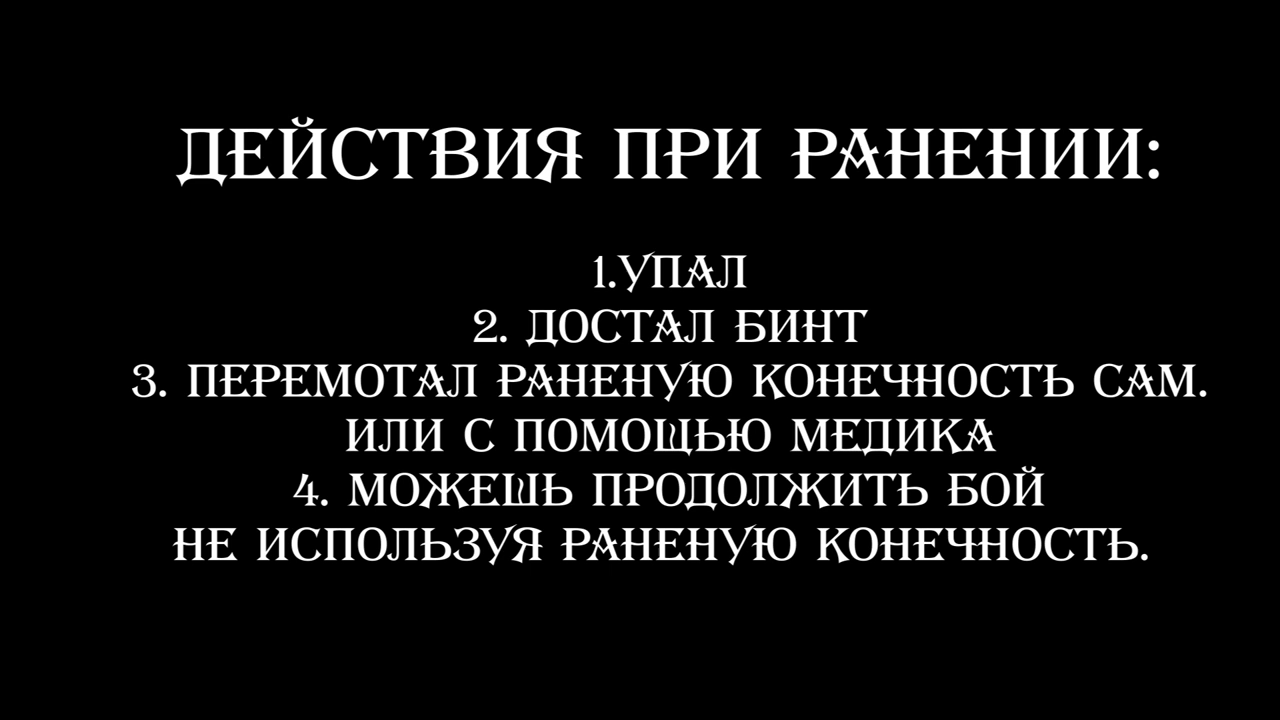 ДЕЙСТВИЯ ПРИ РАНЕНИИ:
1.УПАЛ
2. ДОСТАЛ БИНТ
3. ПЕРЕМОТАЛ РАНЕНУЮ КОНЕЧНОСТЬ САМ.
ИЛИ С ПОМОЩЬЮ МЕДИКА
4. МОЖЕШЬ ПРОДОЛЖИТЬ БОЙ
НЕ ИСПОЛЬЗУЯ РАНЕНУЮ КОНЕЧНОСТЬ.